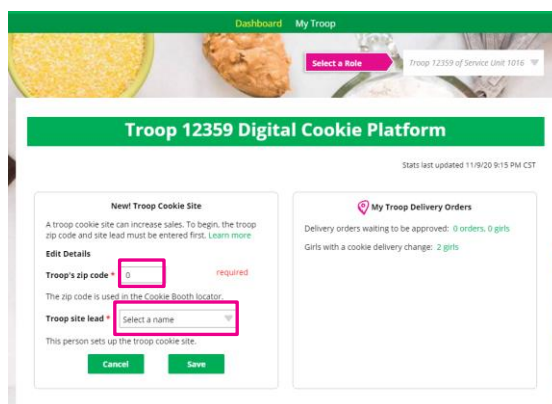 Dashboard My Troop
Select a Role
Troop 12359 of Service Unit 1016
Troop 12359 Digital Cookie Platform
Stats last updated 11/9/20 9:15 PM CST
New! Troop Cookie Site
A troop cookie site can increase sales. To begin, the troop
zip code and site lead must be entered first. Learn more
Edit Details
Troop's zip code * 0 required
The zip code is used in the Cookie Booth locator.
Troop site lead * Select a name
This person sets up the troop cookie site.
Cancel Save
My Troop Delivery Orders
Delivery orders waiting to be approved: 0 orders, 0 girls
Girls with a cookie delivery change: 2 girls